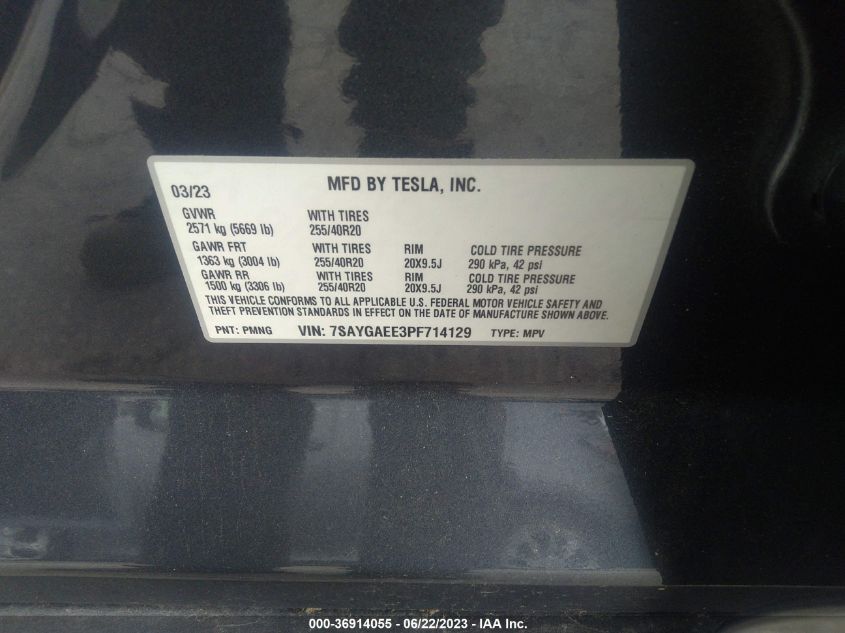 03/23 MFD BY TESLA, INC.
GVWR WITH TIRES
2571 kg (5669 lb) 255/40R20
GAWR FRT WITH TIRES RIM COLD TIRE PRESSURE
1363 kg (3004 lb) 255/40R20 20X9.5J 290 kPa, 42 psi
GAWR RR WITH TIRES RIM COLD TIRE PRESSURE
1500 kg (3306 lb) 255/40R20 20X9.5J 290 kPa, 42 psi
THIS VEHICLE CONFORMS TO ALL APPLICABLE U.S. FEDERAL MOTOR VEHICLE SAFETY AND
THEFT PREVENTION STANDARDS IN EFFECT ON THE DATE OF MANUFACTURE SHOWN ABOVE.
PNT: PMNG VIN: 7SAYGAEE3PF714129 TYPE: MPV
000-36914055 - 06/22/2023 - IAA Inc.